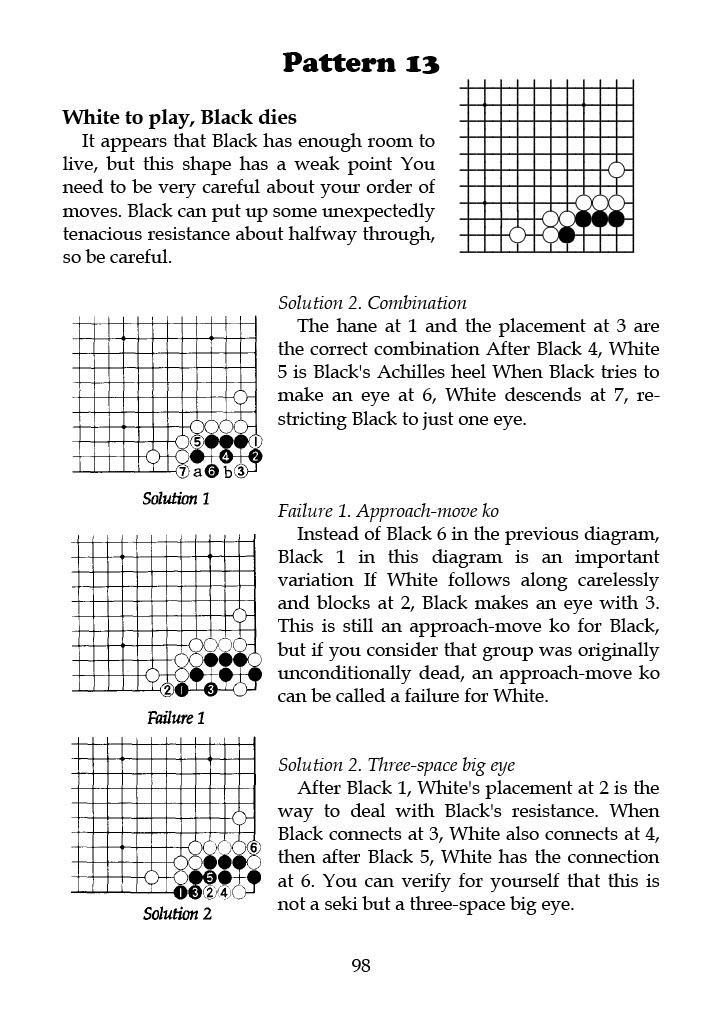 Pattern 13
White to play, Black dies
It appears that Black has enough room to
live, but this shape has a weak point You
need to be very careful about your order of
moves. Black can put up some unexpectedly
tenacious resistance about halfway through,
so be careful.
Solution 2. Combination
The hane at 1 and the placement at 3 are
the correct combination After Black 4, White
5 is Black's Achilles heel When Black tries to
make an eye at 6, White descends at 7, re-
stricting Black to just one eye.
5 1
4 2
7 a 6 b 3
Solution 1
Failure 1. Approach-move ko
Instead of Black 6 in the previous diagram,
Black 1 in this diagram is an important
variation If White follows along carelessly
and blocks at 2, Black makes an eye with 3.
This is still an approach-move ko for Black,
but if you consider that group was originally
unconditionally dead, an approach-move ko
can be called a failure for White.
2 1 3
Failure 1
Solution 2. Three-space big eye
After Black 1, White's placement at 2 is the
way to deal with Black's resistance. When
Black connects at 3, White also connects at 4,
then after Black 5, White has the connection
at 6. You can verify for yourself that this is
not a seki but a three-space big eye.
6
5
1 3 2 4
Solution 2
98